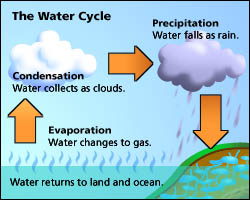 The Water Cycle
Precipitation
Water falls as rain.
Condensation
Water collects as clouds.
Evaporation
Water changes to gas.
Water returns to land and ocean.